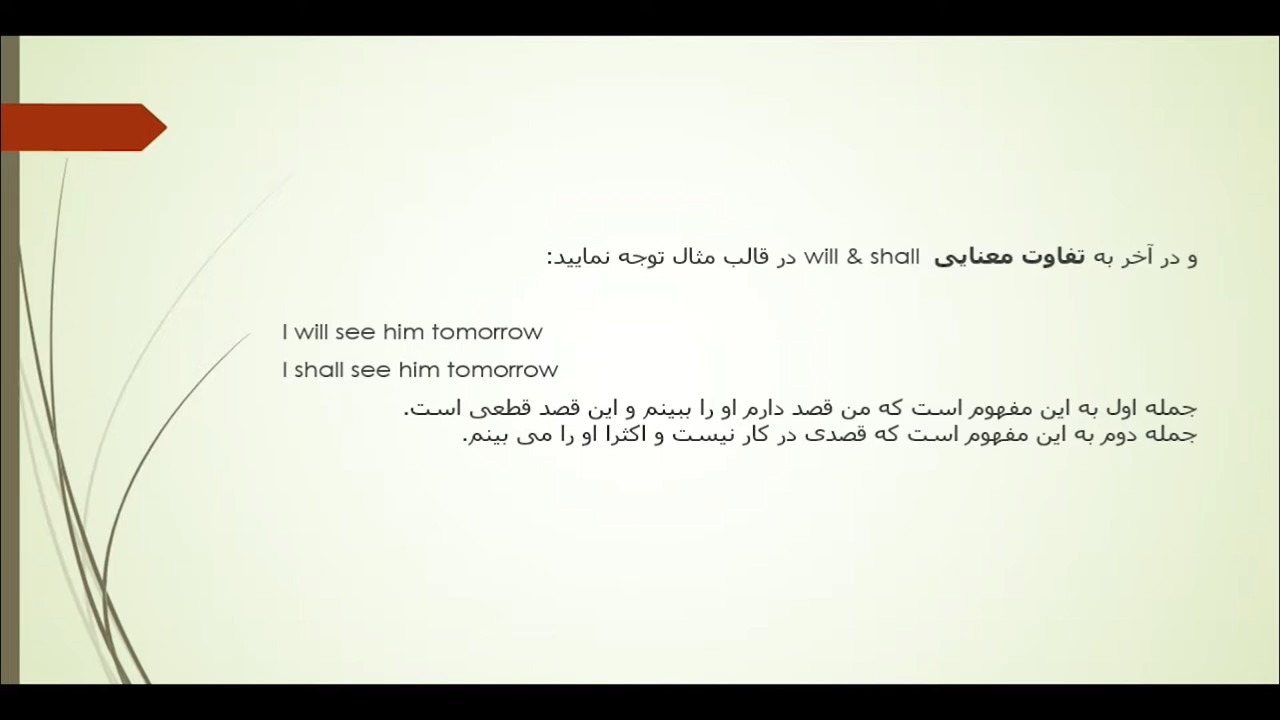 و در آخر به تفاوت معنایی will & shall در قالب مثال توجه نمایید:
I will see him tomorrow
I shall see him tomorrow
جمله اول به این مفهوم است که من قصد دارم او را ببینم و این قصد قطعی است.
جمله دوم به این مفهوم است که قصدی در کار نیست و اکثرا او را می بینم.